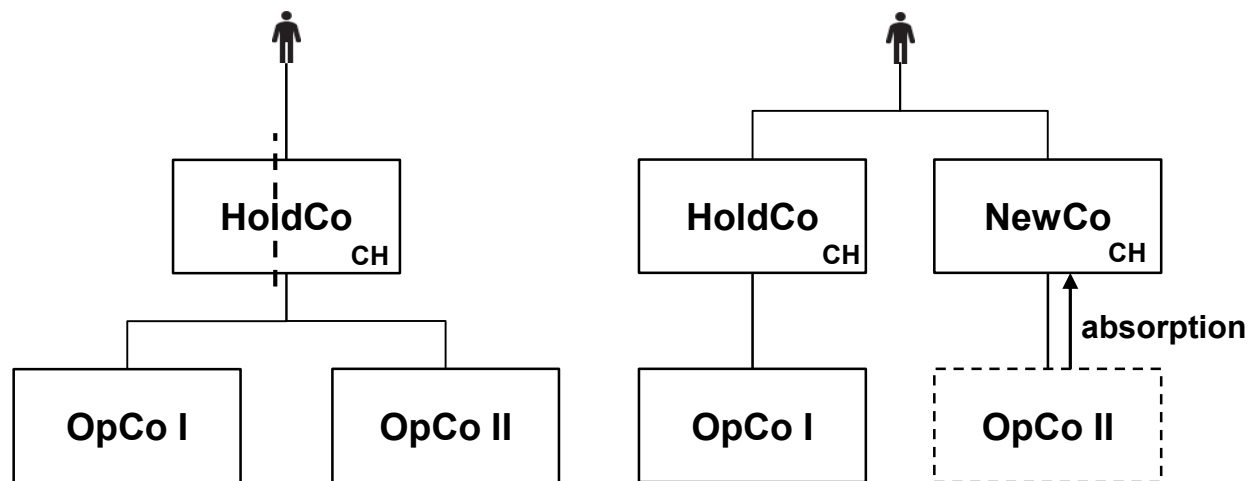 HoldCo
CH
OpCo I
OpCo II
HoldCo
CH
NewCo
CH
absorption
OpCo I
OpCo II